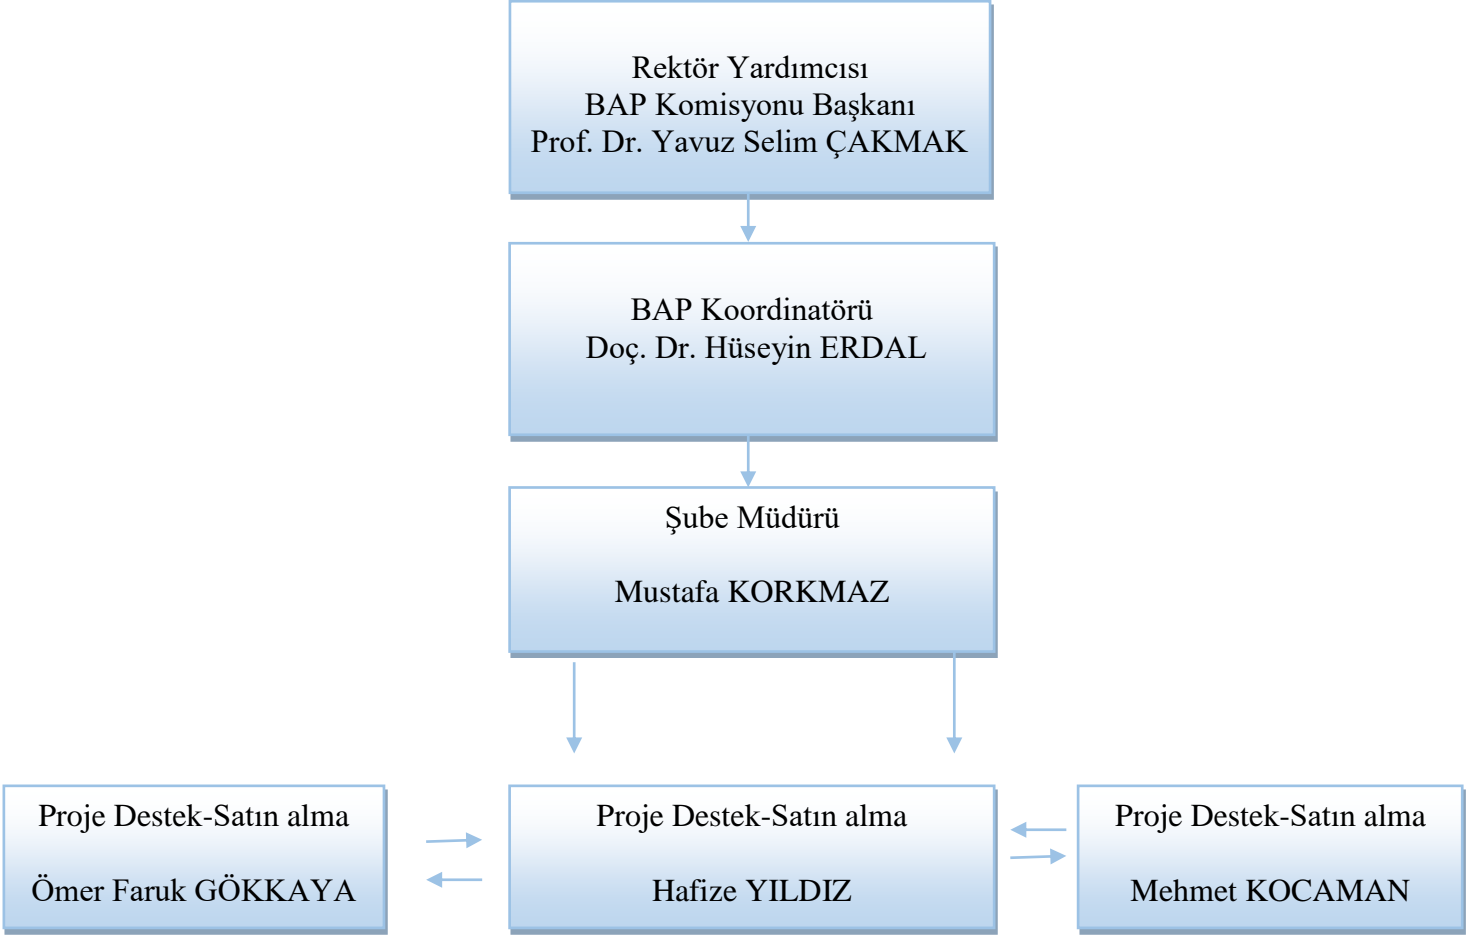 Rektör Yardımcısı
BAP Komisyonu Başkanı
Prof. Dr. Yavuz Selim ÇAKMAK
BAP Koordinatörü
Doç. Dr. Hüseyin ERDAL
Şube Müdürü
Mustafa KORKMAZ
Proje Destek-Satın alma
Ömer Faruk GÖKKAYA
Proje Destek-Satın alma
Hafize YILDIZ
Proje Destek-Satın alma
Mehmet KOCAMAN